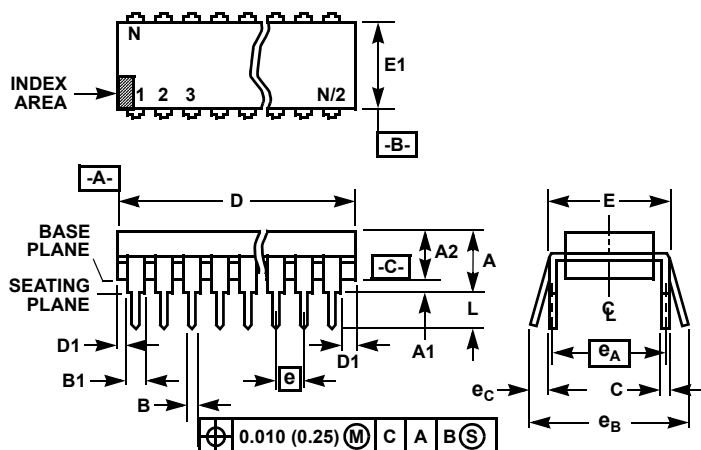 N
E1
INDEX
AREA
1 2 3 N/2
-B-
-A-
D
E
BASE
PLANE
A2
A
-C-
SEATING
PLANE
L
C
L
D1
A1
D1
eA
B1
e
eC
C
B
eB
0.010 (0.25) M C A B S